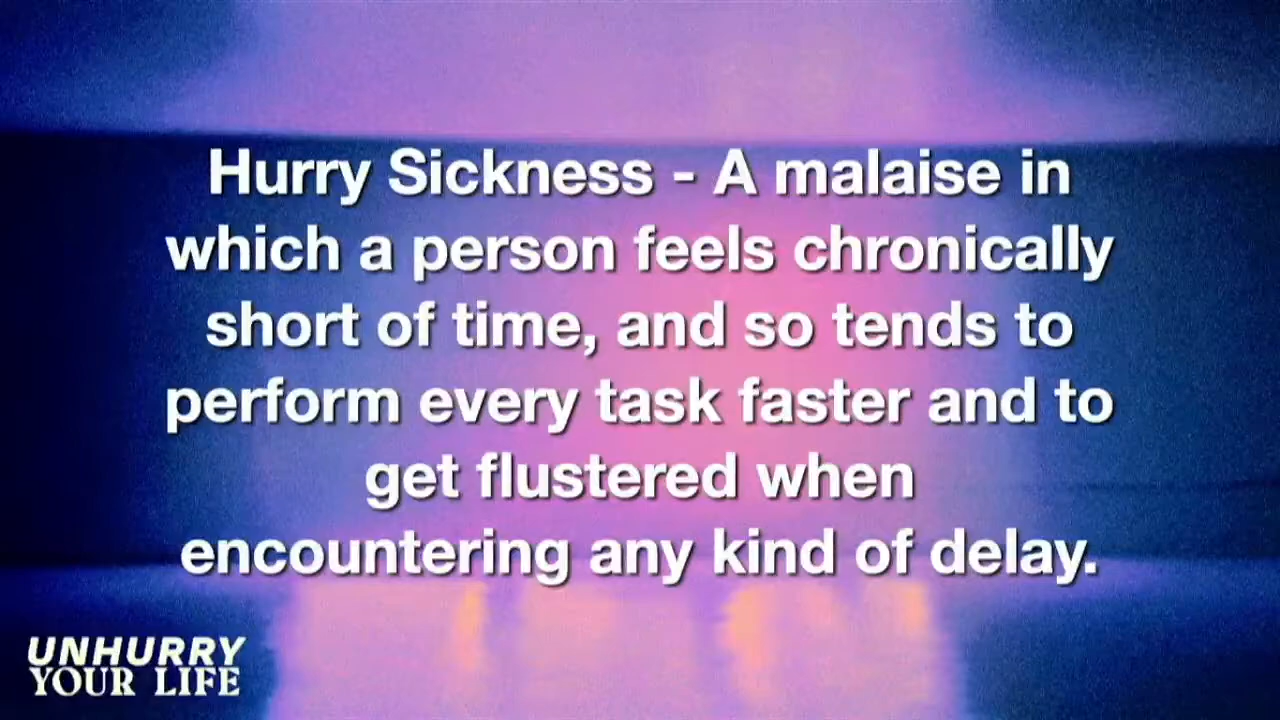 Hurry Sickness - A malaise in
which a person feels chronically
short of time, and so tends to
perform every task faster and to
get flustered when
encountering any kind of delay.
UNHURRY
YOUR LIFE